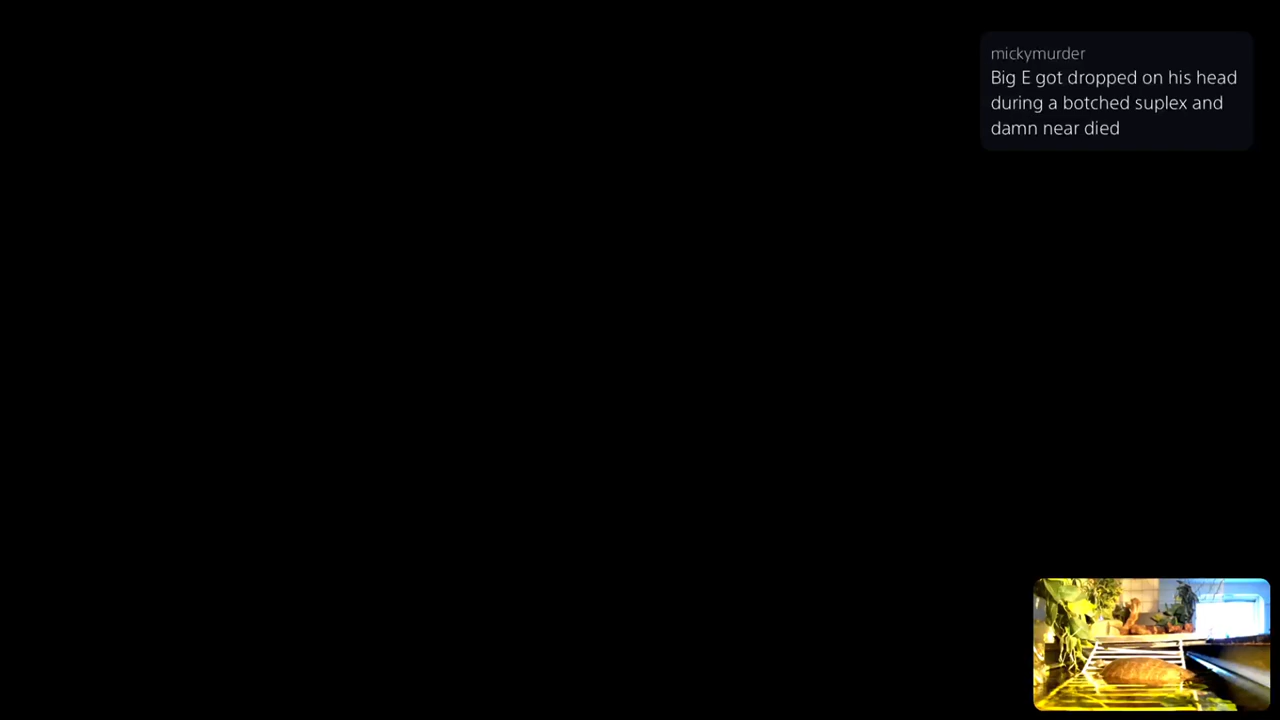 mickymurder
Big E got dropped on his head
during a botched suplex and
damn near died